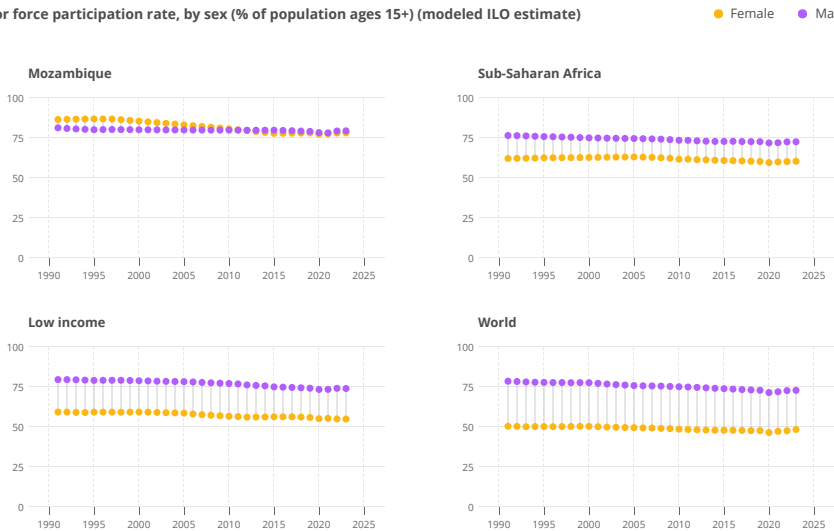 r force participation rate, by sex (% of population ages 15+) (modeled ILO estimate)
Female
Ma
Mozambique
100
75
50
25
0
1990 1995 2000 2005 2010 2015 2020 2025
Sub-Saharan Africa
100
75
50
25
0
1990 1995 2000 2005 2010 2015 2020 2025
Low income
100
75
50
25
0
1990 1995 2000 2005 2010 2015 2020 2025
World
100
75
50
25
0
1990 1995 2000 2005 2010 2015 2020 2025